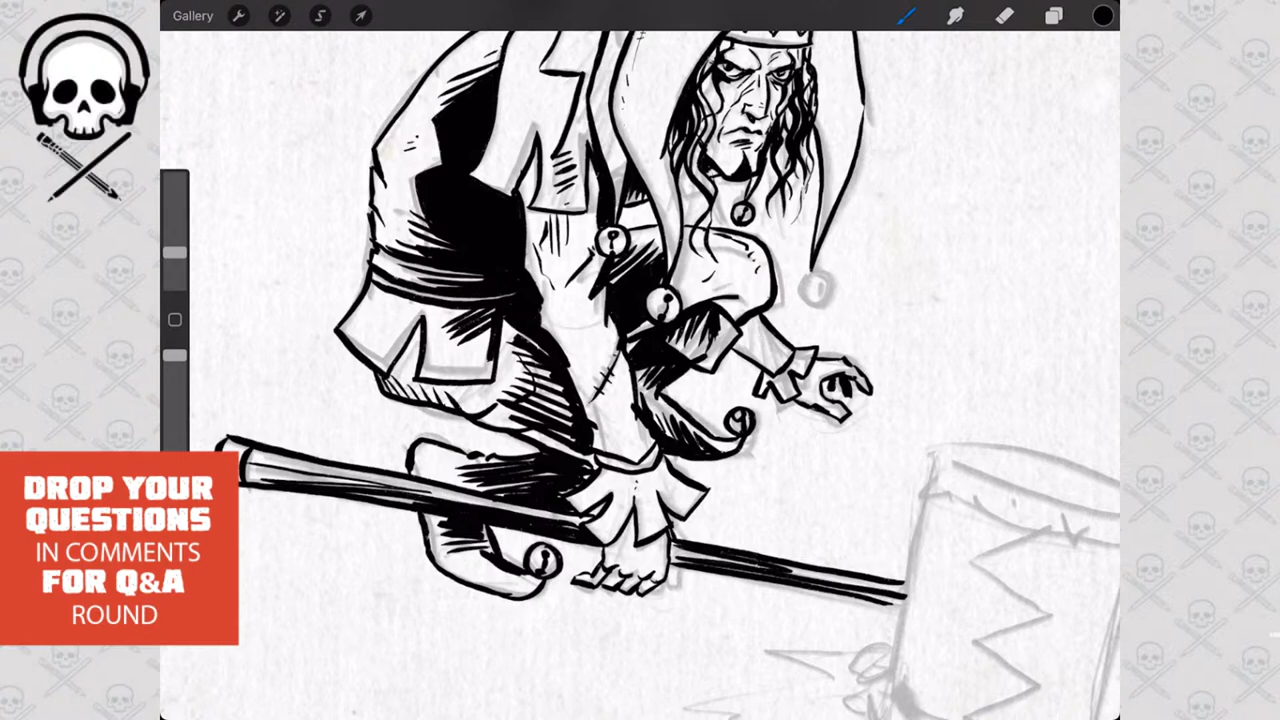 Gallery
DROP YOUR
QUESTIONS
IN COMMENTS
FOR Q&A
ROUND